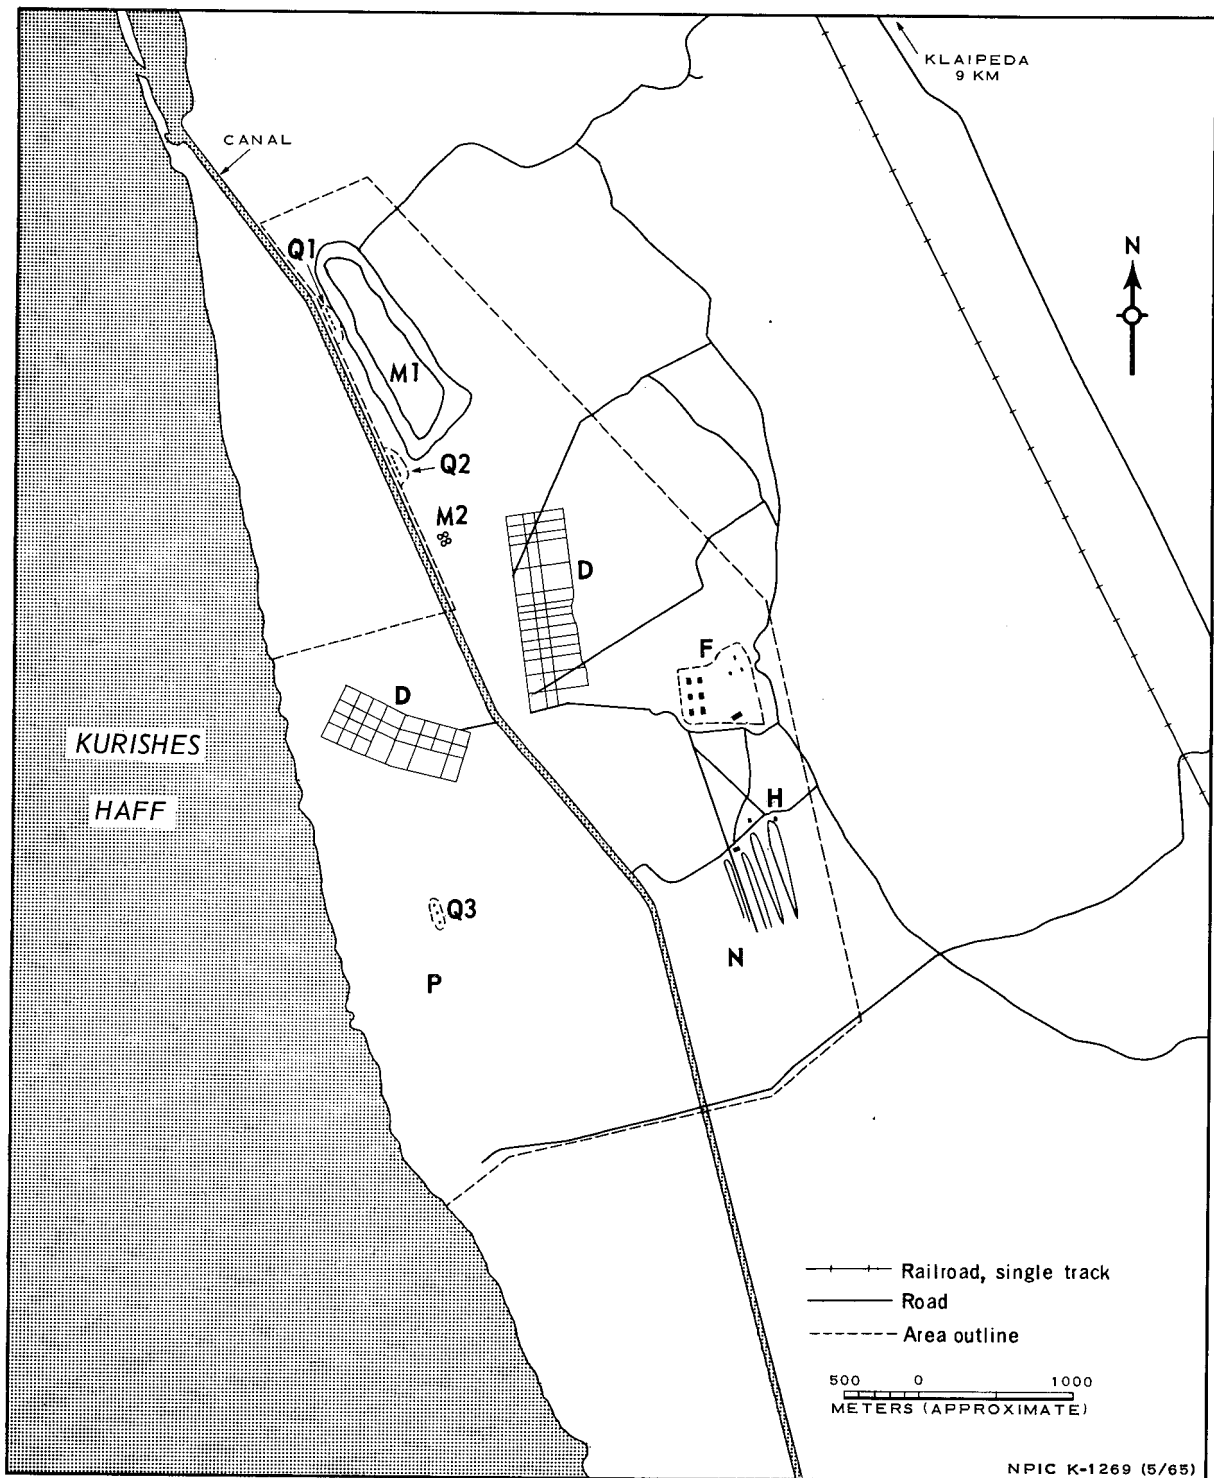 KLAIPEDA
9 KM
CANAL
N
Q1
M1
Q2
M2
D
F
D
KURISHES
HAFF
H
Q3
N
P
Railroad, single track
Road
Area outline
500 0 1000
METERS (APPROXIMATE)
NPIC K-1269 (5/65)